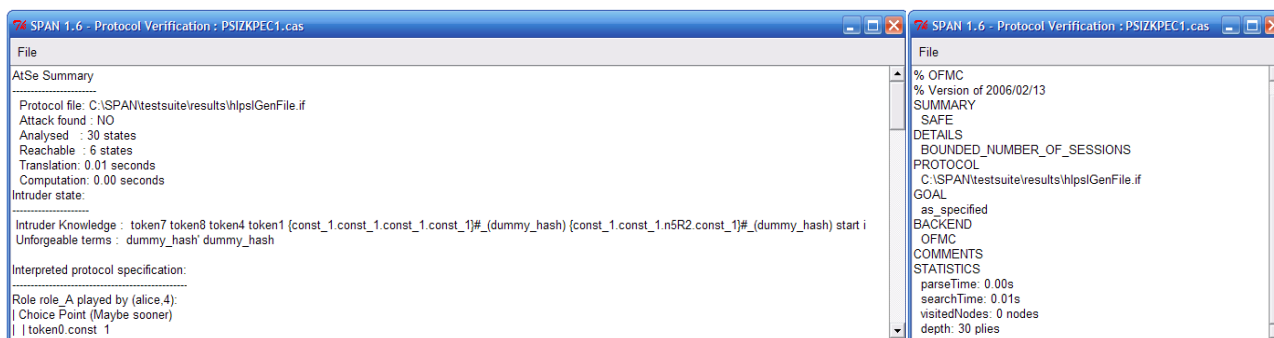 SPAN 1.6 - Protocol Verification : PSIZKPEC1.cas
File
AtSe Summary
-----------------------
Protocol file: C:\SPAN\testsuite\results\hlpslGenFile.if
Attack found : NO
Analysed : 30 states
Reachable : 6 states
Translation: 0.01 seconds
Computation: 0.00 seconds
Intruder state:
---------------------
Intruder Knowledge : token7 token8 token4 token1 {const_1.const_1.const_1.const_1}#_(dummy_hash) {const_1.const_1.n5R2.const_1}#_(dummy_hash) start i
Unforgeable terms : dummy_hash' dummy_hash
Interpreted protocol specification:
------------------------------------------------
Role role_A played by (alice,4):
| Choice Point (Maybe sooner)
| | token0.const_1
SPAN 1.6 - Protocol Verification : PSIZKPEC1.cas
File
% OFMC
% Version of 2006/02/13
SUMMARY
SAFE
DETAILS
BOUNDED_NUMBER_OF_SESSIONS
PROTOCOL
C:\SPAN\testsuite\results\hlpslGenFile.if
GOAL
as_specified
BACKEND
OFMC
COMMENTS
STATISTICS
parseTime: 0.00s
searchTime: 0.01s
visitedNodes: 0 nodes
depth: 30 plies